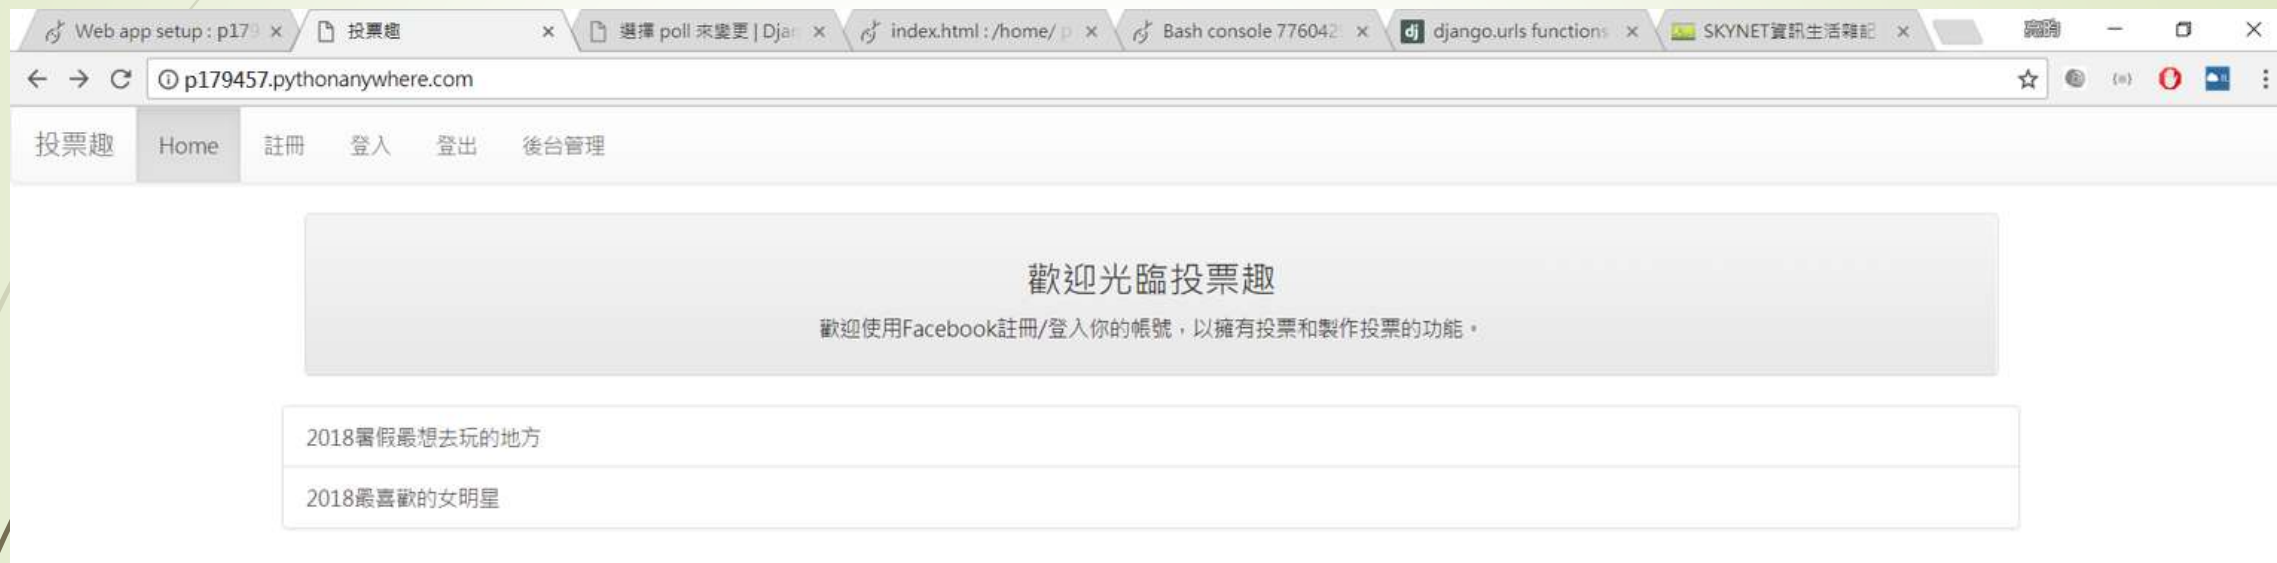 Web app setup : p179
投票趣
選擇 poll 來變更 | Djan
index.html : /home/ p
Bash console 776042
dj django.urls functions
SKYNET資訊生活雜記
p179457.pythonanywhere.com
投票趣 Home 註冊 登入 登出 後台管理
歡迎光臨投票趣
歡迎使用Facebook註冊/登入你的帳號，以擁有投票和製作投票的功能。
2018署假最想去玩的地方
2018最喜歡的女明星